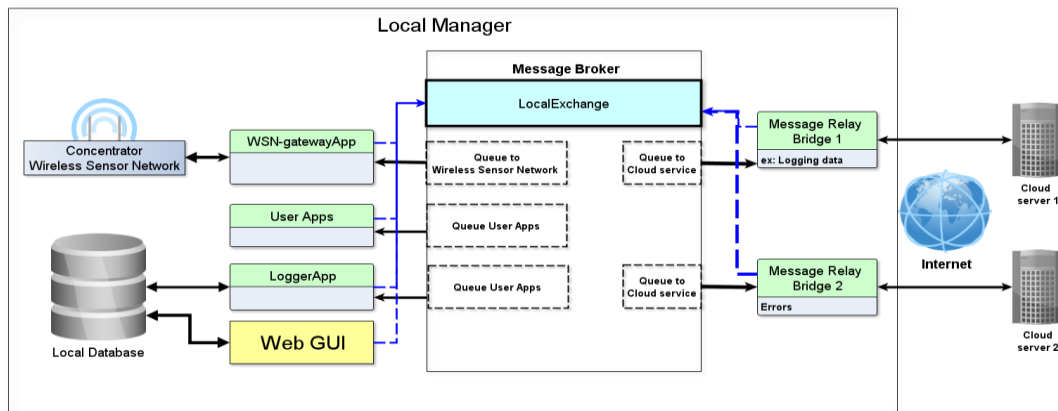 Local Manager
Message Broker
LocalExchange
Concentrator
Wireless Sensor Network
WSN-gatewayApp
Queue to
Wireless Sensor Network
Queue to
Cloud service
Message Relay
Bridge 1
ex: Logging data
Cloud
server 1
User Apps
Queue User Apps
Internet
Local Database
LoggerApp
Queue User Apps
Queue to
Cloud service
Message Relay
Bridge 2
Errors
Web GUI
Cloud
server 2